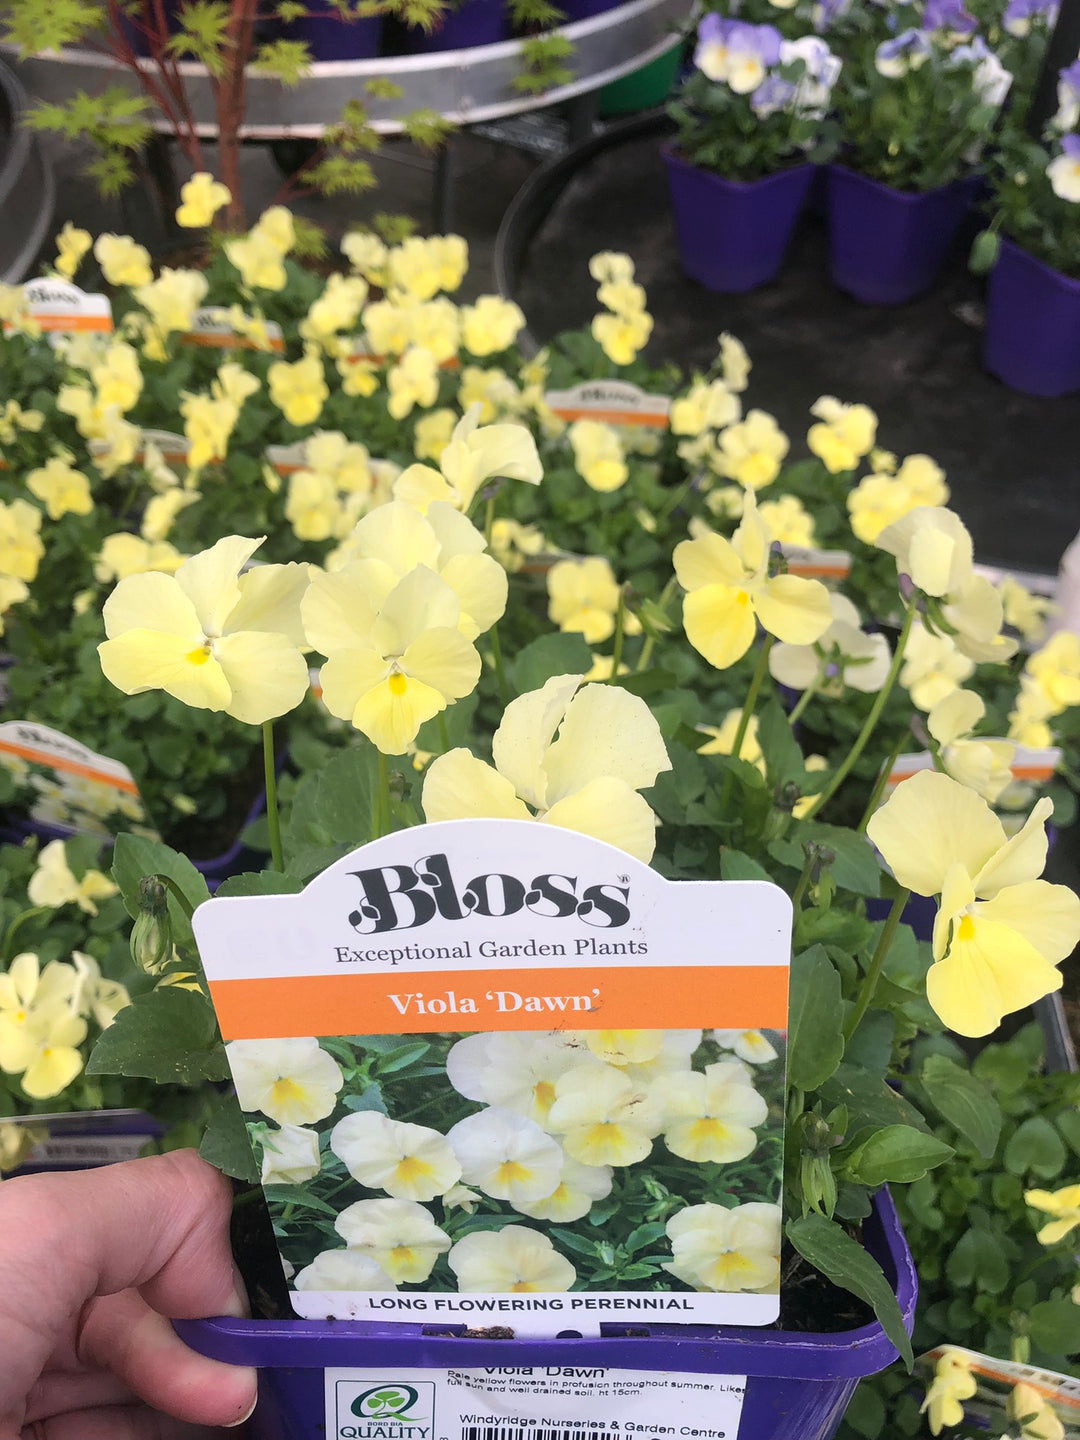 Bloss
Bloss
Exceptional Garden Plants
Viola ‘Dawn’
LONG FLOWERING PERENNIAL
Viola 'Dawn'
Pale yellow flowers in profusion throughout summer. Likes
full sun and well drained soil. ht 15cm.
BORD BIA
QUALITY
Windyridge Nurseries & Garden Centre